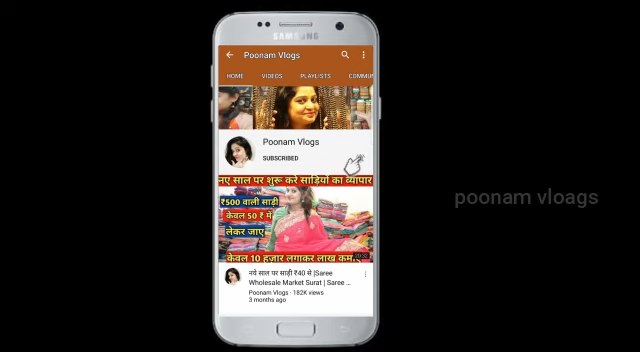 SAMSUNG
Poonam Vlogs
HOME VIDEOS PLAYLISTS COMMUN
Poonam Vlogs
SUBSCRIBED
नए साल पर शुरू करे साड़ियों का व्यापार
₹500 वाली साड़ी
केवल 50 ₹ में
लेकर जाए
केवल 10 हजार लगाकर लाख कमाए
नये साल पर साड़ी ₹40 से |Saree
Wholesale Market Surat | Saree ...
Poonam Vlogs · 182K views
3 months ago
poonam vloags